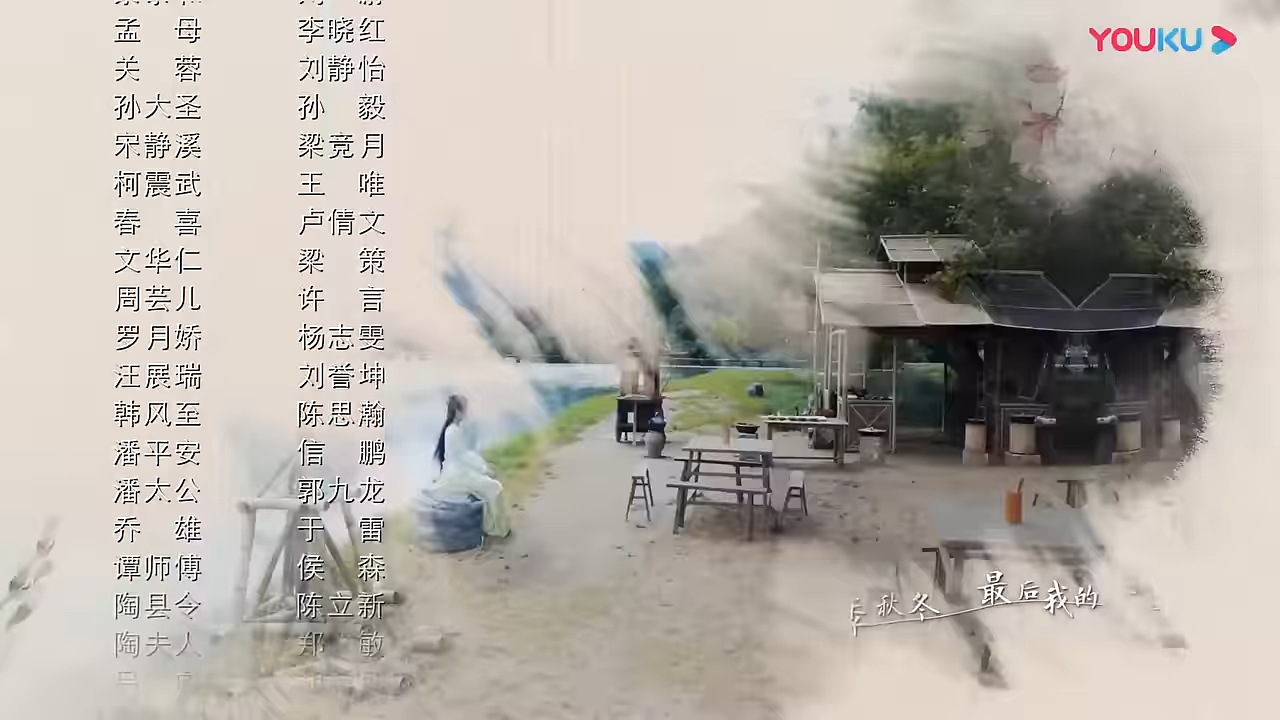 YOUKU
孟 母 李晓红
关 蓉 刘静怡
孙大圣 孙 毅
宋静溪 梁竞月
柯震武 王 唯
春 喜 卢倩文
文华仁 梁 策
周芸儿 许 言
罗月娇 杨志雯
汪展瑞 刘誉坤
韩风至 陈思瀚
潘平安 信 鹏
潘太公 郭九龙
乔 雄 于 雷
谭师傅 侯 森
陶县令 陈立新
陶夫人 郑 敏
秋冬 最后我的